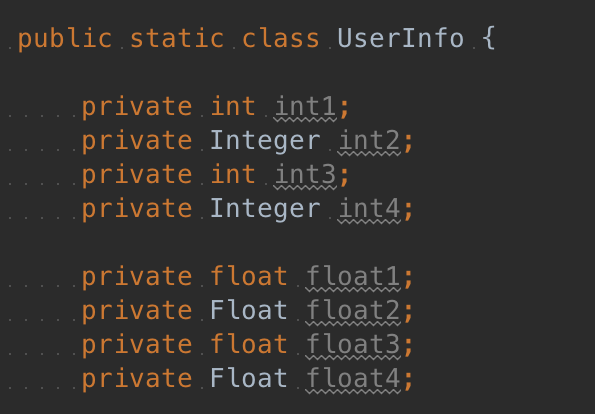 public static class UserInfo {
private int int1;
private Integer int2;
private int int3;
private Integer int4;
private float float1;
private Float float2;
private float float3;
private Float float4;